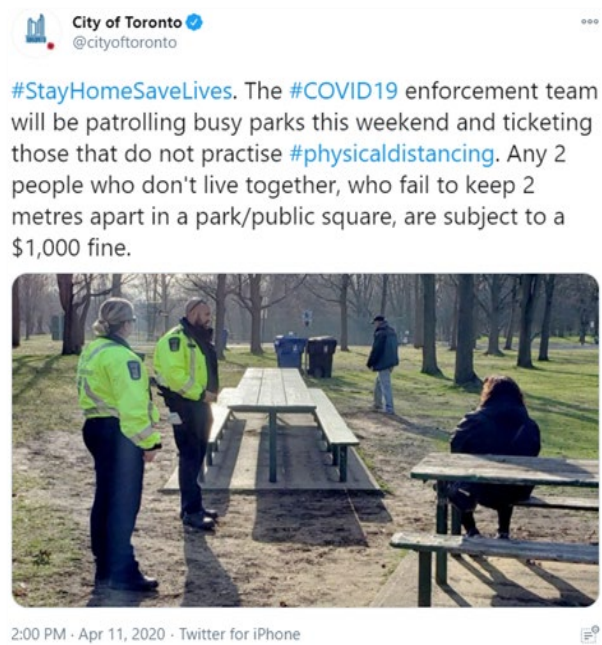 City of Toronto
@cityoftoronto
#StayHomeSaveLives. The #COVID19 enforcement team
will be patrolling busy parks this weekend and ticketing
those that do not practise #physicaldistancing. Any 2
people who don't live together, who fail to keep 2
metres apart in a park/public square, are subject to a
$1,000 fine.
2:00 PM · Apr 11, 2020 · Twitter for iPhone